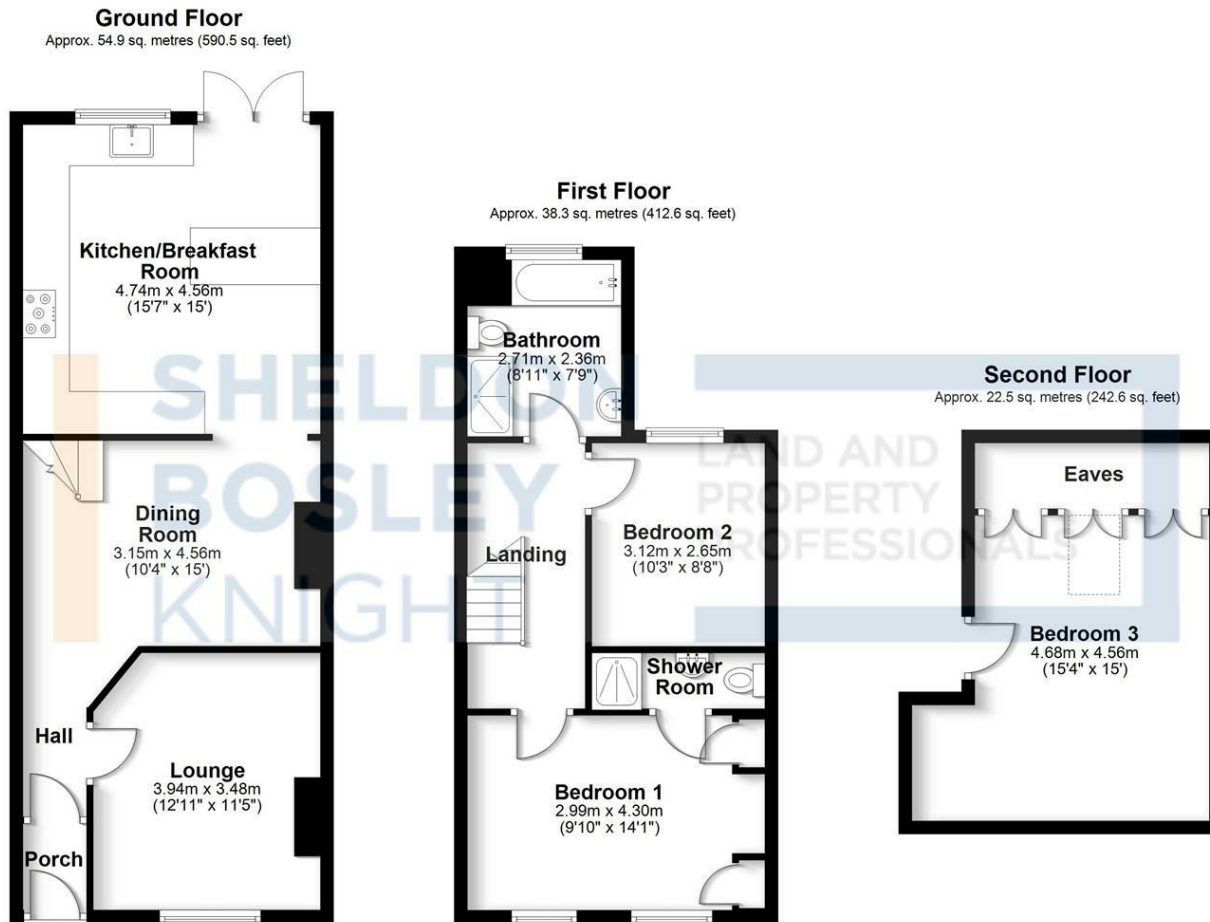 Ground Floor
Approx. 54.9 sq. metres (590.5 sq. feet)
Kitchen/Breakfast
Room
4.74m x 4.56m
(15'7" x 15')
Dining
Room
3.15m x 4.56m
(10'4" x 15')
Hall
Lounge
3.94m x 3.48m
(12'11" x 11'5")
Porch
First Floor
Approx. 38.3 sq. metres (412.6 sq. feet)
Bathroom
2.71m x 2.36m
(8'11" x 7'9")
Landing
Bedroom 2
3.12m x 2.65m
(10'3" x 8'8")
Shower
Room
Bedroom 1
2.99m x 4.30m
(9'10" x 14'1")
Second Floor
Approx. 22.5 sq. metres (242.6 sq. feet)
Eaves
Bedroom 3
4.68m x 4.56m
(15'4" x 15')
SHELDON
BOSLEY
KNIGHT
LAND AND
PROPERTY
PROFESSIONALS